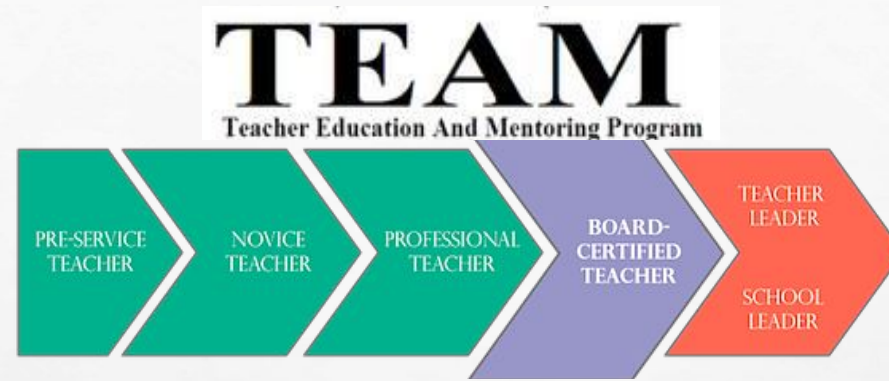 TEAM
Teacher Education And Mentoring Program
PRE-SERVICE
TEACHER
NOVICE
TEACHER
PROFESSIONAL
TEACHER
BOARD-
CERTIFIED
TEACHER
TEACHER
LEADER
SCHOOL
LEADER